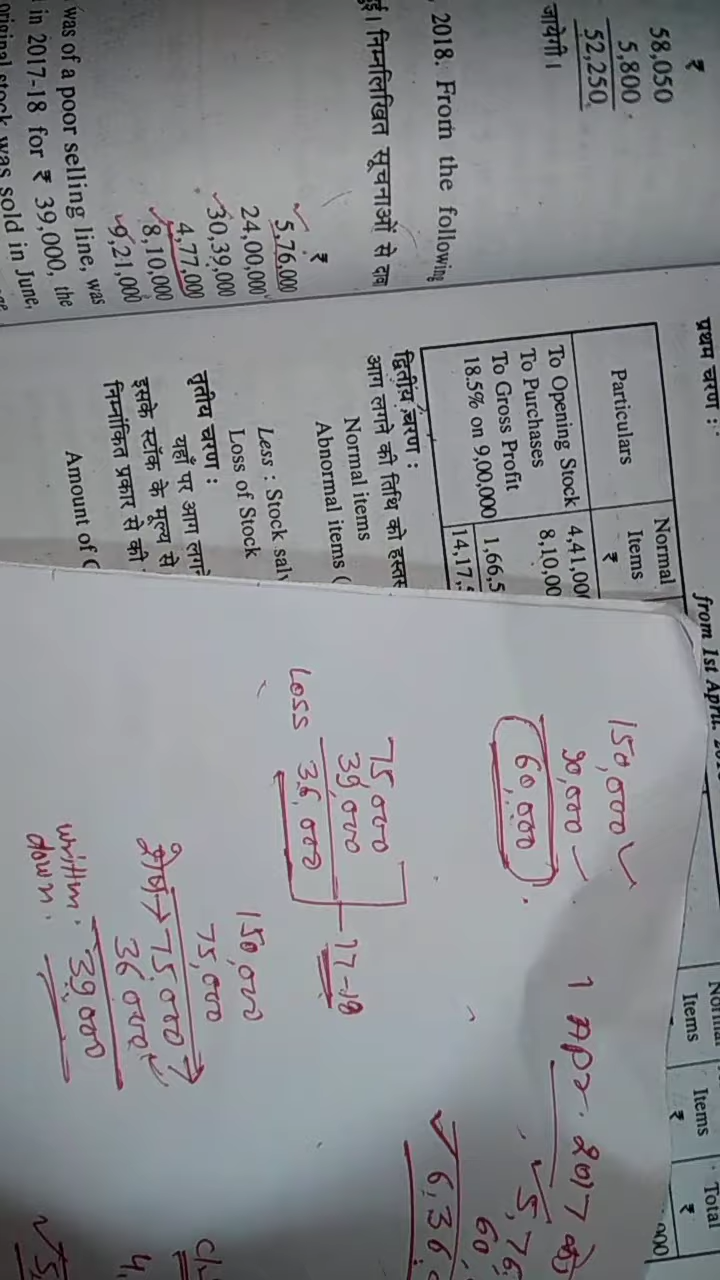 ₹
58,050
5,800
52,250
जायेगी।
2018. From the following
हुई। निम्नलिखित सूचनाओं से
₹
5,76,000
24,00,000
30,39,000
4,77,000
8,10,000
9,21,000
was of a poor selling line, was
in 2017-18 for ₹ 39,000, the
original stock was sold in June,
प्रथम चरण :
from 1st April,
Particulars
Normal
Items
₹
To Opening Stock 4,41,00
To Purchases 8,10,00
To Gross Profit
18.5% on 9,00,000 1,66,5
14,17,
Normal
Items
Items
₹
Total
₹
000
द्वितीय चरण :
आग लगने की तिथि को
Normal items
Abnormal items (
Less : Stock
Loss of Stock
तृतीय चरण :
यहाँ पर आग लगने
इसके स्टॉक के मूल्य से
निम्नांकित प्रकार से की
Amount of
150,000
90,000
60,000
75,000
39,000
Loss 36,000
17-18
150,000
75,000
शेष → 75,000
36,000
written 39,000
down.
1 Apr. 2017 को
5,76,
60
6,36,
4,